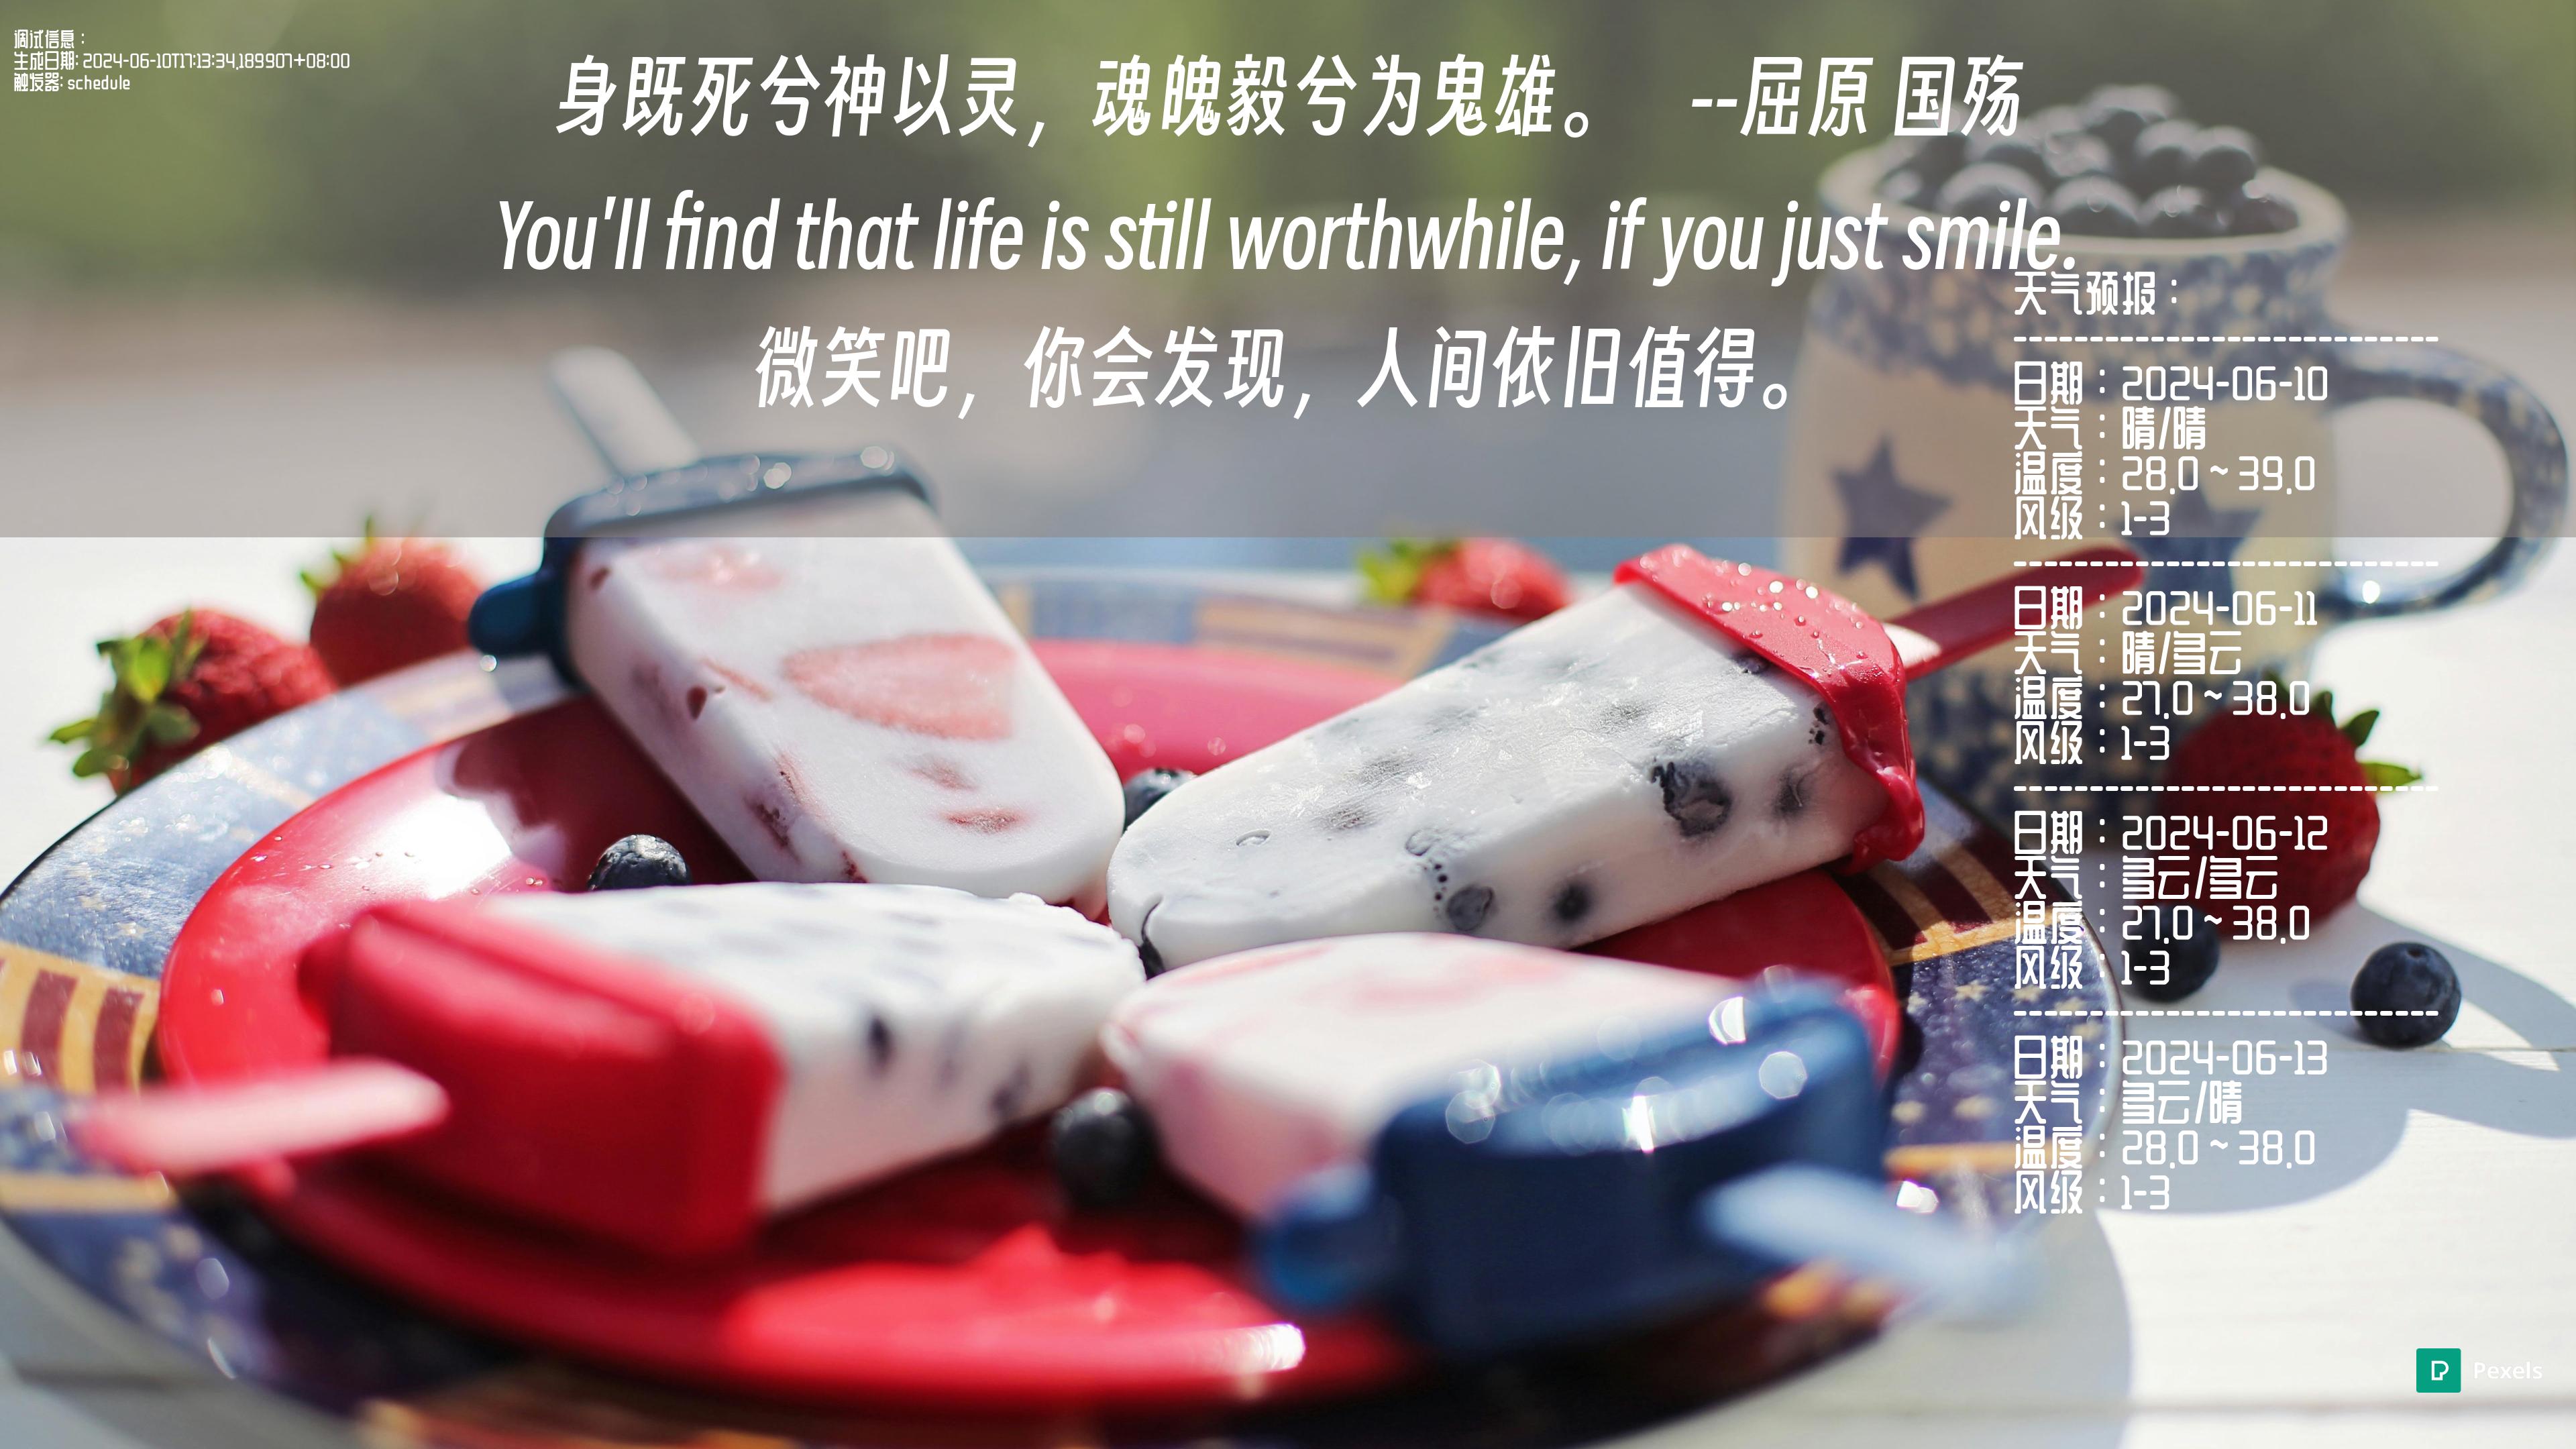 调试信息：
生成日期: 2024-06-10T17:13:34.189907+08:00
触发器: schedule
身既死兮神以灵，魂魄毅兮为鬼雄。 --屈原 国殇
You'll find that life is still worthwhile, if you just smile.
微笑吧，你会发现，人间依旧值得。
天气预报：
------------------------------
日期：2024-06-10
天气：晴/晴
温度：28.0 ~ 39.0
风级：1-3
------------------------------
日期：2024-06-11
天气：晴/多云
温度：27.0 ~ 38.0
风级：1-3
------------------------------
日期：2024-06-12
天气：多云/多云
温度：27.0 ~ 38.0
风级：1-3
------------------------------
日期：2024-06-13
天气：多云/晴
温度：28.0 ~ 38.0
风级：1-3
Pexels